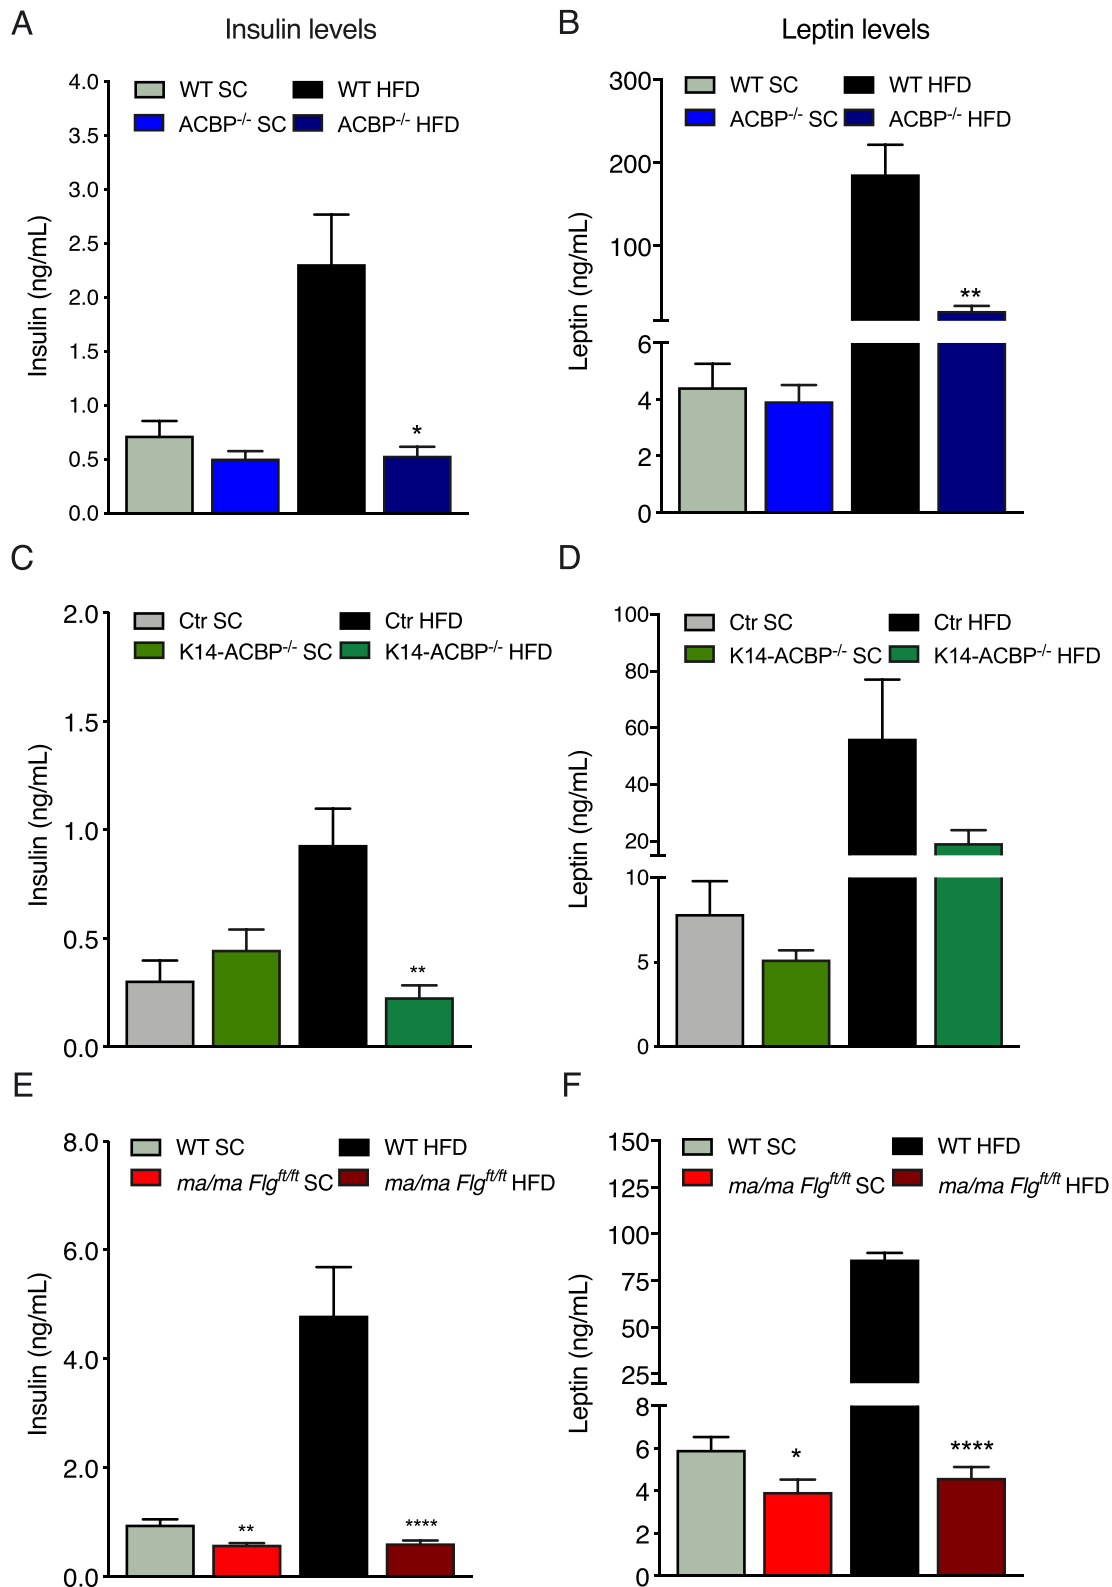 A
Insulin levels
4.0
3.5
3.0
2.5
2.0
1.5
1.0
0.5
0.0
Insulin (ng/mL)
WT SC
WT HFD
ACBP-/- SC
ACBP-/- HFD
*
B
Leptin levels
300
200
100
6
4
2
0
Leptin (ng/mL)
WT SC
WT HFD
ACBP-/- SC
ACBP-/- HFD
**
C
2.0
1.5
1.0
0.5
0.0
Insulin (ng/mL)
Ctr SC
Ctr HFD
K14-ACBP-/- SC
K14-ACBP-/- HFD
**
D
100
80
60
40
20
10
5
0
Leptin (ng/mL)
Ctr SC
Ctr HFD
K14-ACBP-/- SC
K14-ACBP-/- HFD
E
8.0
6.0
4.0
2.0
0.0
Insulin (ng/mL)
WT SC
WT HFD
ma/ma Flgft/ft SC
ma/ma Flgft/ft HFD
**
****
F
150
125
100
75
50
25
8
6
4
2
0
Leptin (ng/mL)
WT SC
WT HFD
ma/ma Flgft/ft SC
ma/ma Flgft/ft HFD
*
****